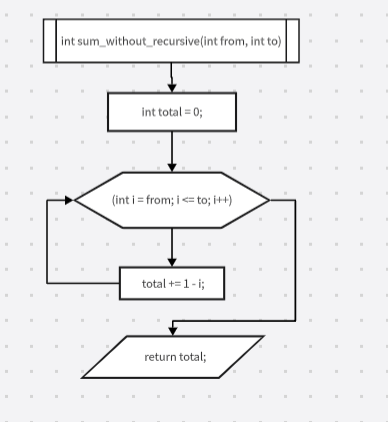 int sum_without_recursive(int from, int to)
int total = 0;
(int i = from; i <= to; i++)
total += 1 - i;
return total;